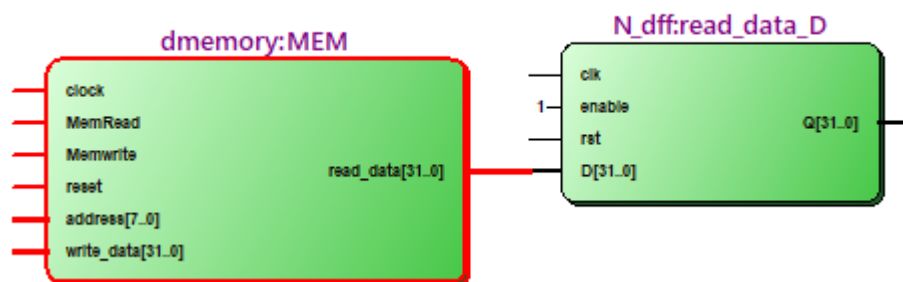 dmemory:MEM
clock
MemRead
Memwrite
reset
address[7..0]
write_data[31..0]
read_data[31..0]
N_dff:read_data_D
clk
1
enable
rst
D[31..0]
Q[31..0]